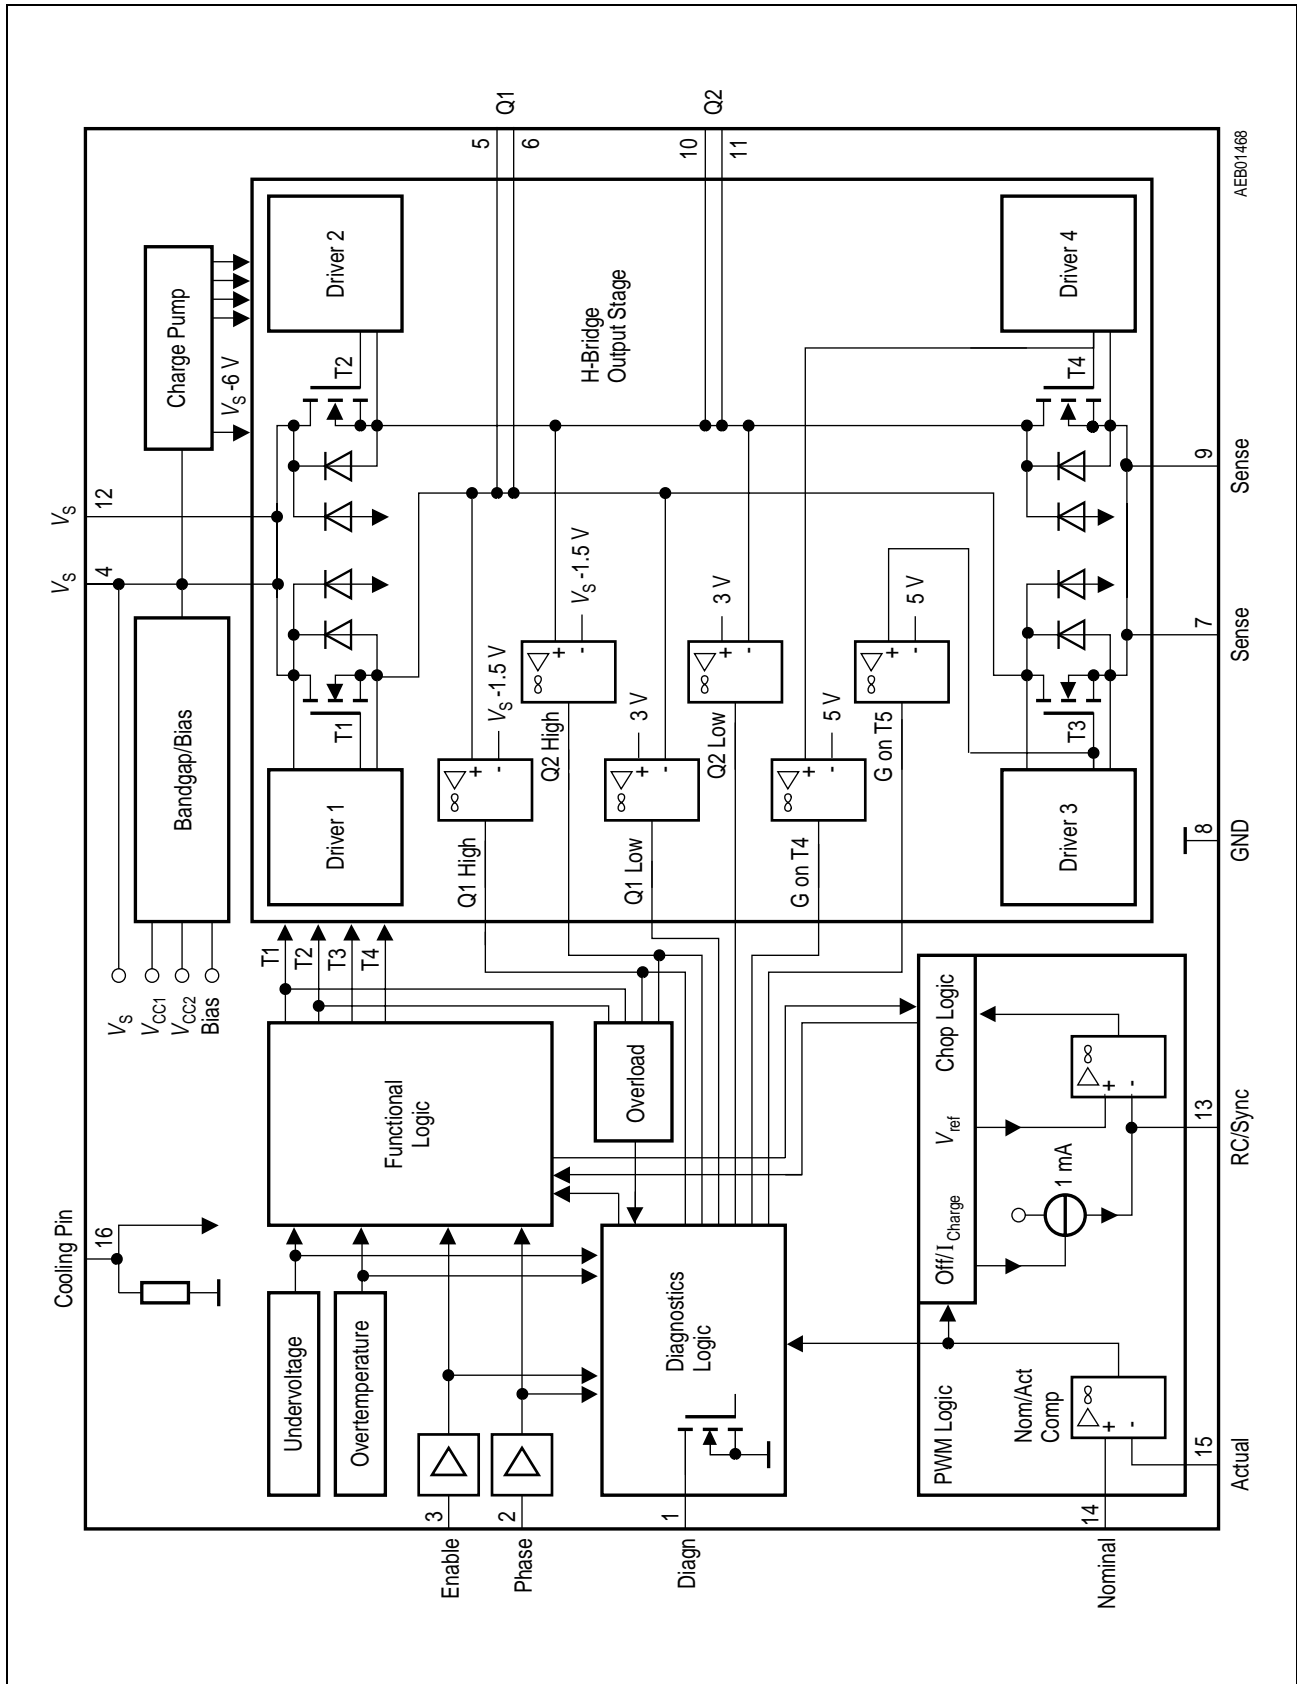 Cooling Pin
16
VS
4
VS
12
VS
VCC1
VCC2
Bias
Bandgap/Bias
Charge Pump
VS -6 V
Undervoltage
Overtemperature
Functional
Logic
T1
T2
T3
T4
Driver 1
T1
T2
Driver 2
5
Q1
6
10
Q2
11
H-Bridge
Output Stage
Q1 High
∞
+
-
VS -1.5 V
Q2 High
∞
+
-
VS -1.5 V
Q1 Low
∞
+
-
3 V
Q2 Low
∞
+
-
3 V
G on T4
∞
+
-
5 V
G on T5
∞
+
-
5 V
Overload
Enable
3
Phase
2
Diagn
1
Diagnostics
Logic
Driver 3
T3
T4
Driver 4
PWM Logic
Nom/Act
Comp
∞
+
-
Off/I Charge
Vref
Chop Logic
1 mA
∞
+
-
Nominal
14
15
Actual
13
RC/Sync
8
GND
7
Sense
9
Sense
AEB01468